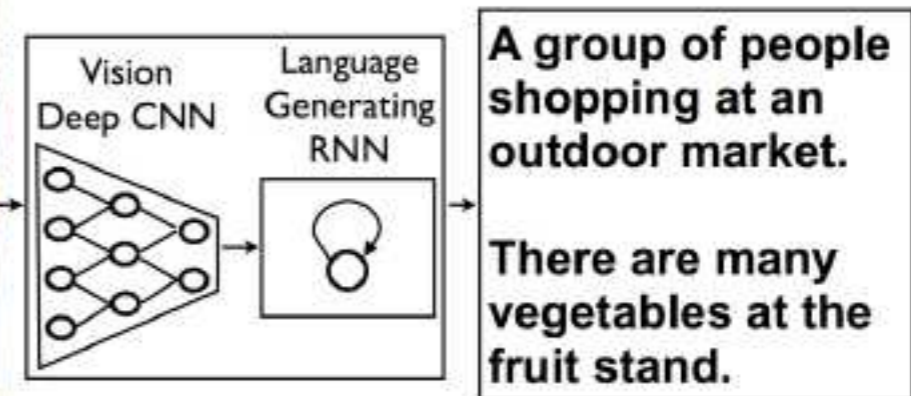 Vision
Deep CNN
Language
Generating
RNN
A group of people
shopping at an
outdoor market.
There are many
vegetables at the
fruit stand.